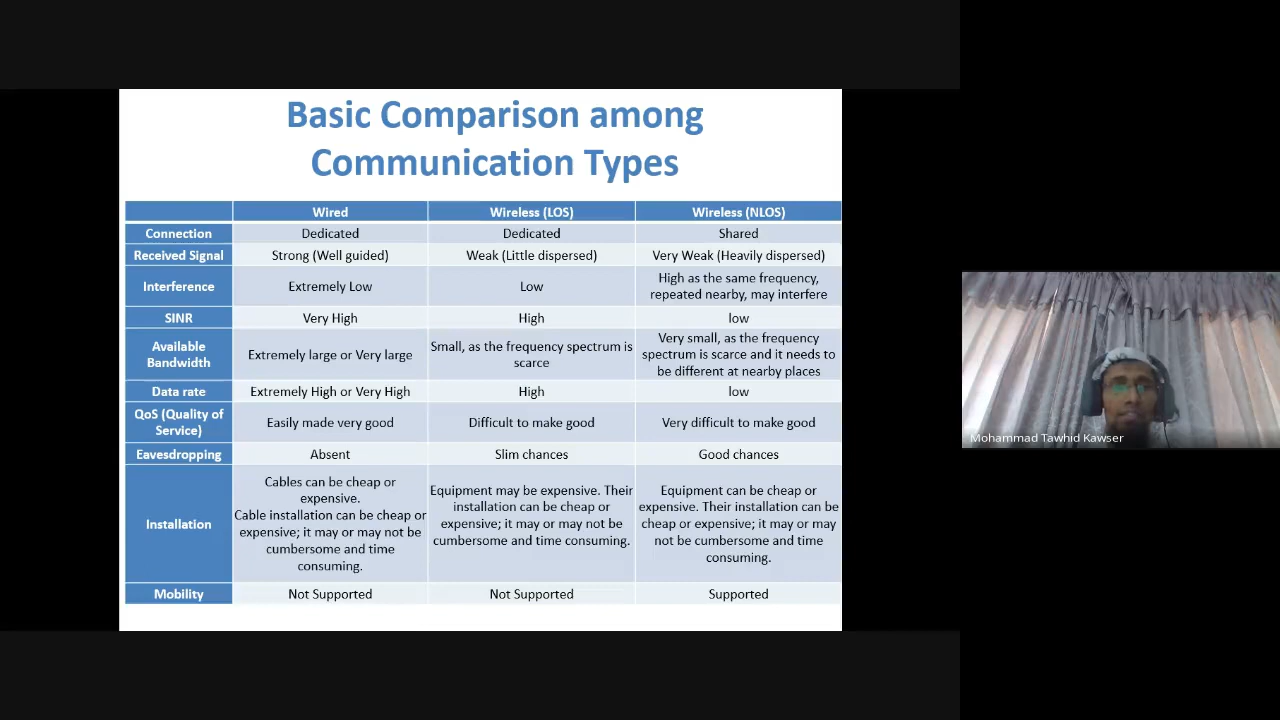 Basic Comparison among
Communication Types
Wired
Wireless (LOS)
Wireless (NLOS)
Connection
Dedicated
Dedicated
Shared
Received Signal
Strong (Well guided)
Weak (Little dispersed)
Very Weak (Heavily dispersed)
Interference
Extremely Low
Low
High as the same frequency,
repeated nearby, may interfere
SINR
Very High
High
low
Available
Bandwidth
Extremely large or Very large
Small, as the frequency spectrum is
scarce
Very small, as the frequency
spectrum is scarce and it needs to
be different at nearby places
Data rate
Extremely High or Very High
High
low
QoS (Quality of
Service)
Easily made very good
Difficult to make good
Very difficult to make good
Eavesdropping
Absent
Slim chances
Good chances
Installation
Cables can be cheap or
expensive.
Cable installation can be cheap or
expensive; it may or may not be
cumbersome and time
consuming.
Equipment may be expensive. Their
installation can be cheap or
expensive; it may or may not be
cumbersome and time consuming.
Equipment can be cheap or
expensive. Their installation can be
cheap or expensive; it may or may
not be cumbersome and time
consuming.
Mobility
Not Supported
Not Supported
Supported
Mohammad Tawhid Kawser